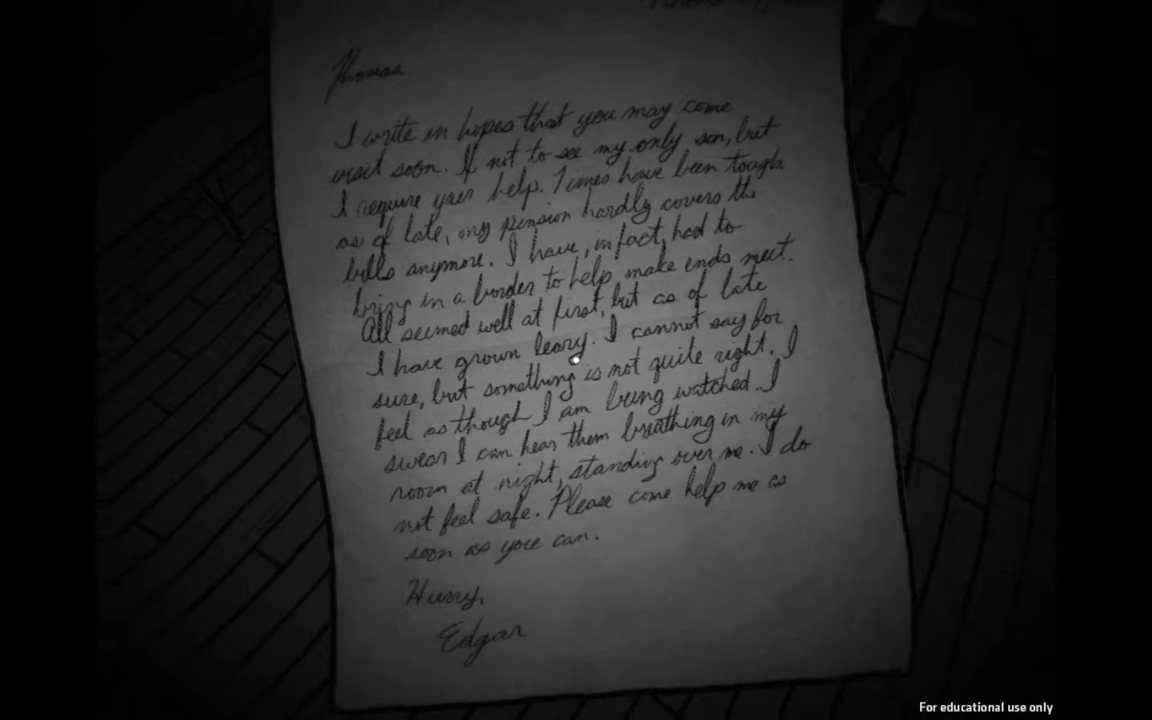 Thomas
I write in hopes that you may come
visit soon. If not to see my only son, but
I require your help. Times have been tough
as of late, my pension hardly covers the
bills anymore. I have, in fact, had to
bring in a border to help make ends meet.
All seemed well at first, but as of late
I have grown leary. I cannot say for
sure, but something is not quite right. I
feel as though I am being watched. I
swear I can hear them breathing in my
room at night, standing over me. I do
not feel safe. Please come help me as
soon as you can.
Hurry,
Edgar
For educational use only